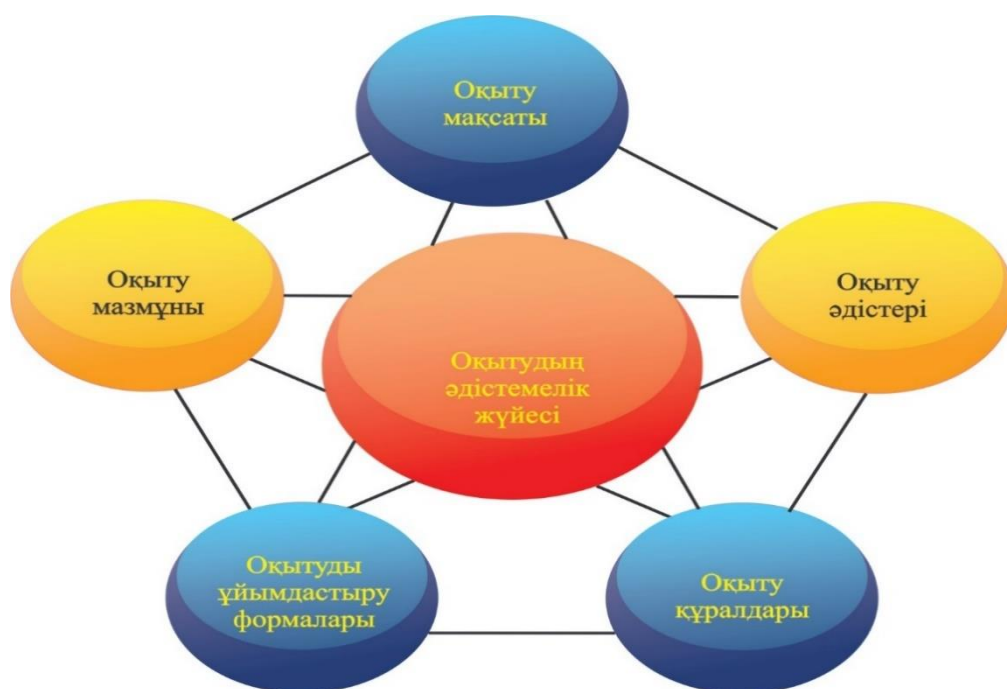 Оқыту
мақсаты
Оқыту
мазмұны
Оқыту
әдістері
Оқытудың
әдістемелік
жүйесі
Оқытуды
ұйымдастыру
формалары
Оқыту
құралдары